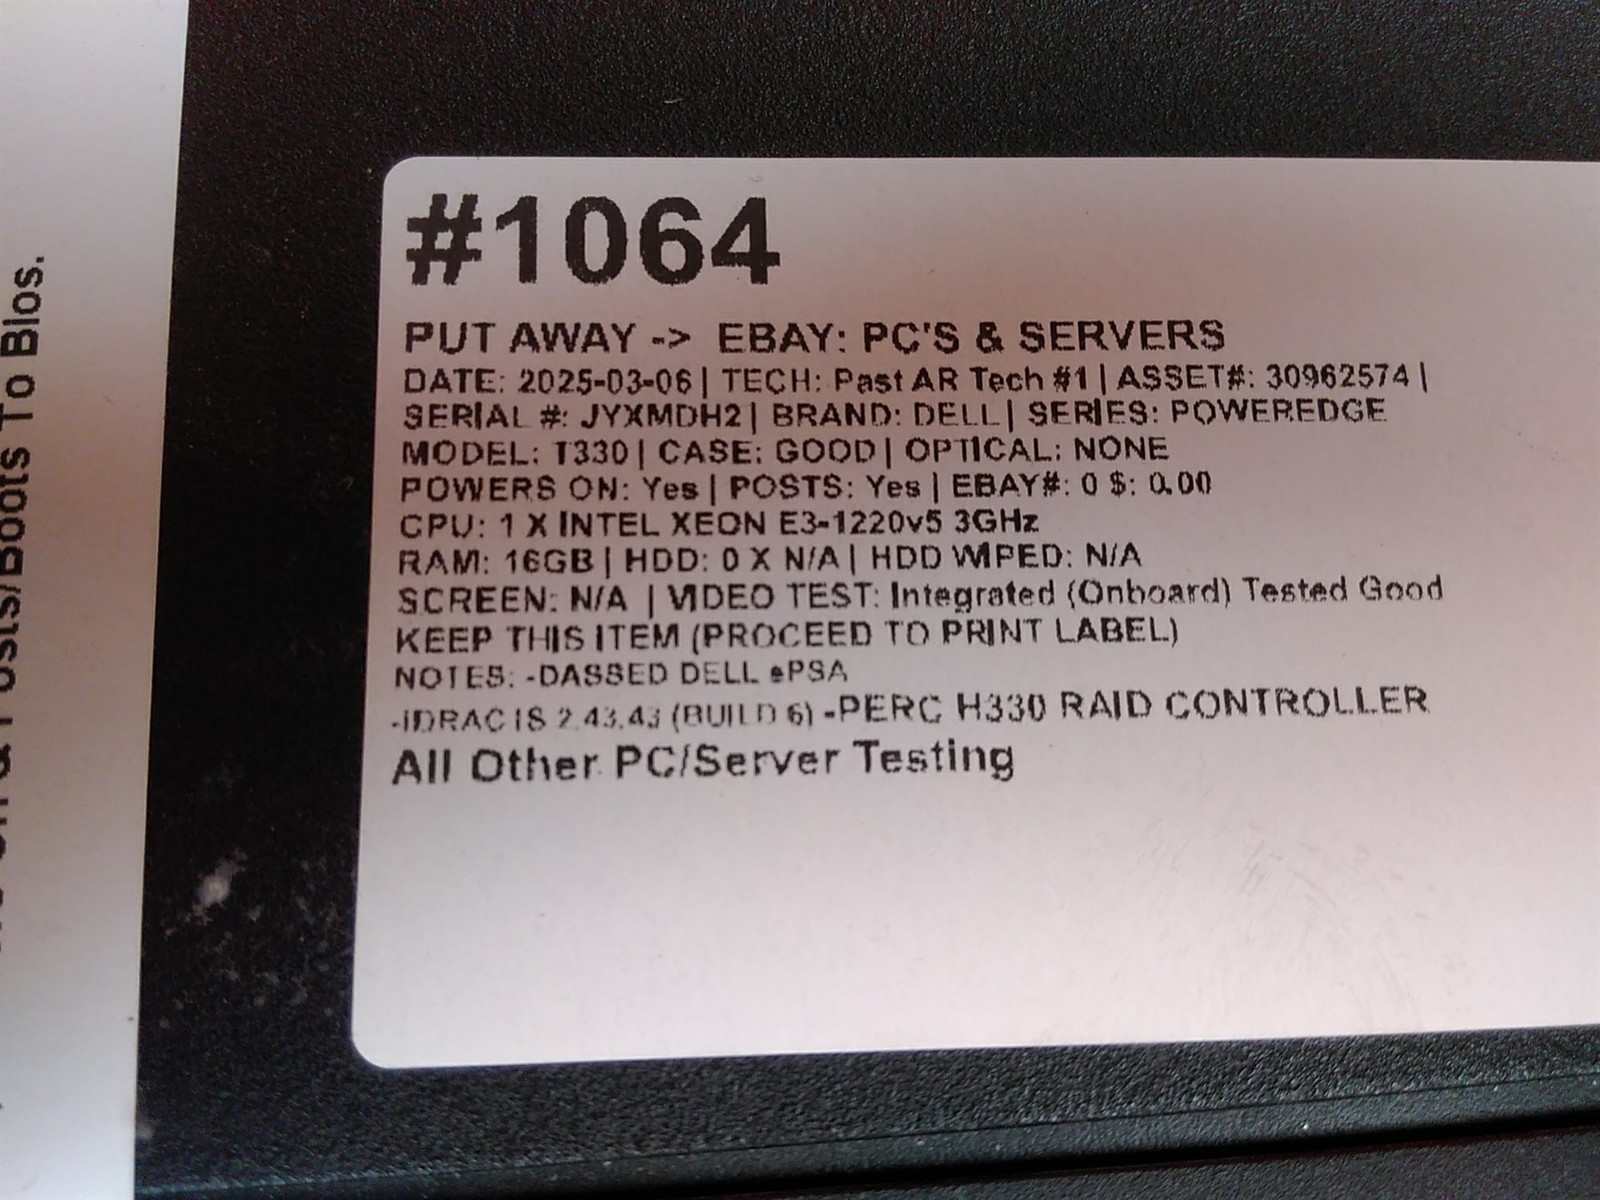 #1064
PUT AWAY -> EBAY: PC'S & SERVERS
DATE: 2025-03-06 | TECH: Past AR Tech #1 | ASSET#: 30962574 |
SERIAL #: JYXMDH2 | BRAND: DELL | SERIES: POWEREDGE
MODEL: T330 | CASE: GOOD | OPTICAL: NONE
POWERS ON: Yes | POSTS: Yes | EBAY#: 0 $: 0.00
CPU: 1 X INTEL XEON E3-1220v5 3GHz
RAM: 16GB | HDD: 0 X N/A | HDD WIPED: N/A
SCREEN: N/A | VIDEO TEST: Integrated (Onboard) Tested Good
KEEP THIS ITEM (PROCEED TO PRINT LABEL)
NOTES: -DASSED DELL ePSA
-iDRAC IS 2.43.43 (BUILD 6) -PERC H330 RAID CONTROLLER
All Other PC/Server Testing
Posts/Boots To Bios.